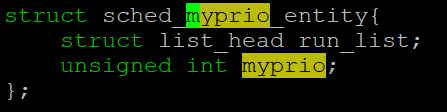 struct sched_myprio_entity{
    struct list_head run_list;
    unsigned int myprio;
};